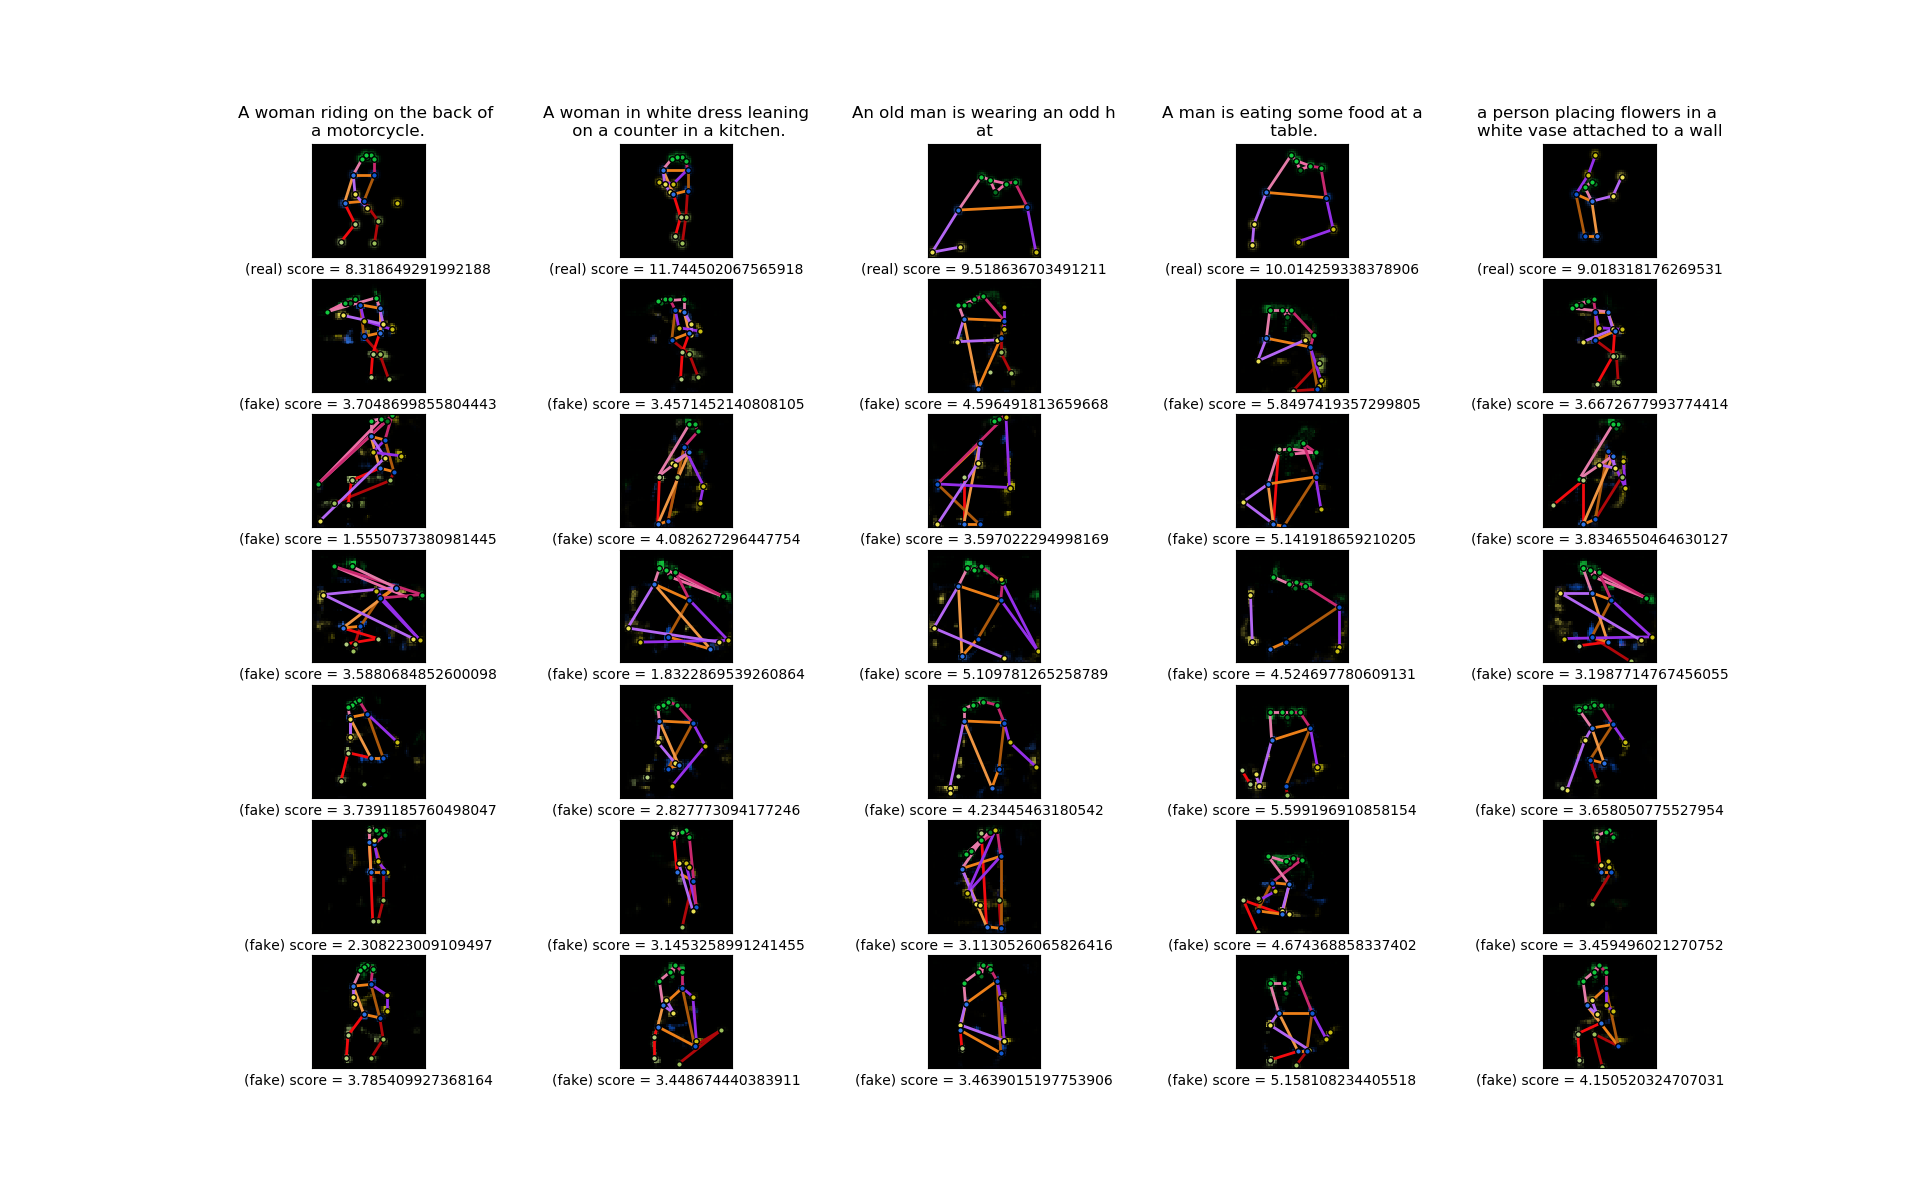 A woman riding on the back of
a motorcycle.
A woman in white dress leaning
on a counter in a kitchen.
An old man is wearing an odd h
at
A man is eating some food at a
table.
a person placing flowers in a
white vase attached to a wall
(real) score = 8.318649291992188
(real) score = 11.744502067565918
(real) score = 9.518636703491211
(real) score = 10.014259338378906
(real) score = 9.018318176269531
(fake) score = 3.7048699855804443
(fake) score = 3.4571452140808105
(fake) score = 4.596491813659668
(fake) score = 5.8497419357299805
(fake) score = 3.6672677993774414
(fake) score = 1.5550737380981445
(fake) score = 4.082627296447754
(fake) score = 3.597022294998169
(fake) score = 5.141918659210205
(fake) score = 3.8346550464630127
(fake) score = 3.5880684852600098
(fake) score = 1.8322869539260864
(fake) score = 5.109781265258789
(fake) score = 4.524697780609131
(fake) score = 3.1987714767456055
(fake) score = 3.7391185760498047
(fake) score = 2.827773094177246
(fake) score = 4.23445463180542
(fake) score = 5.599196910858154
(fake) score = 3.658050775527954
(fake) score = 2.308223009109497
(fake) score = 3.1453258991241455
(fake) score = 3.1130526065826416
(fake) score = 4.674368858337402
(fake) score = 3.459496021270752
(fake) score = 3.785409927368164
(fake) score = 3.448674440383911
(fake) score = 3.4639015197753906
(fake) score = 5.158108234405518
(fake) score = 4.150520324707031